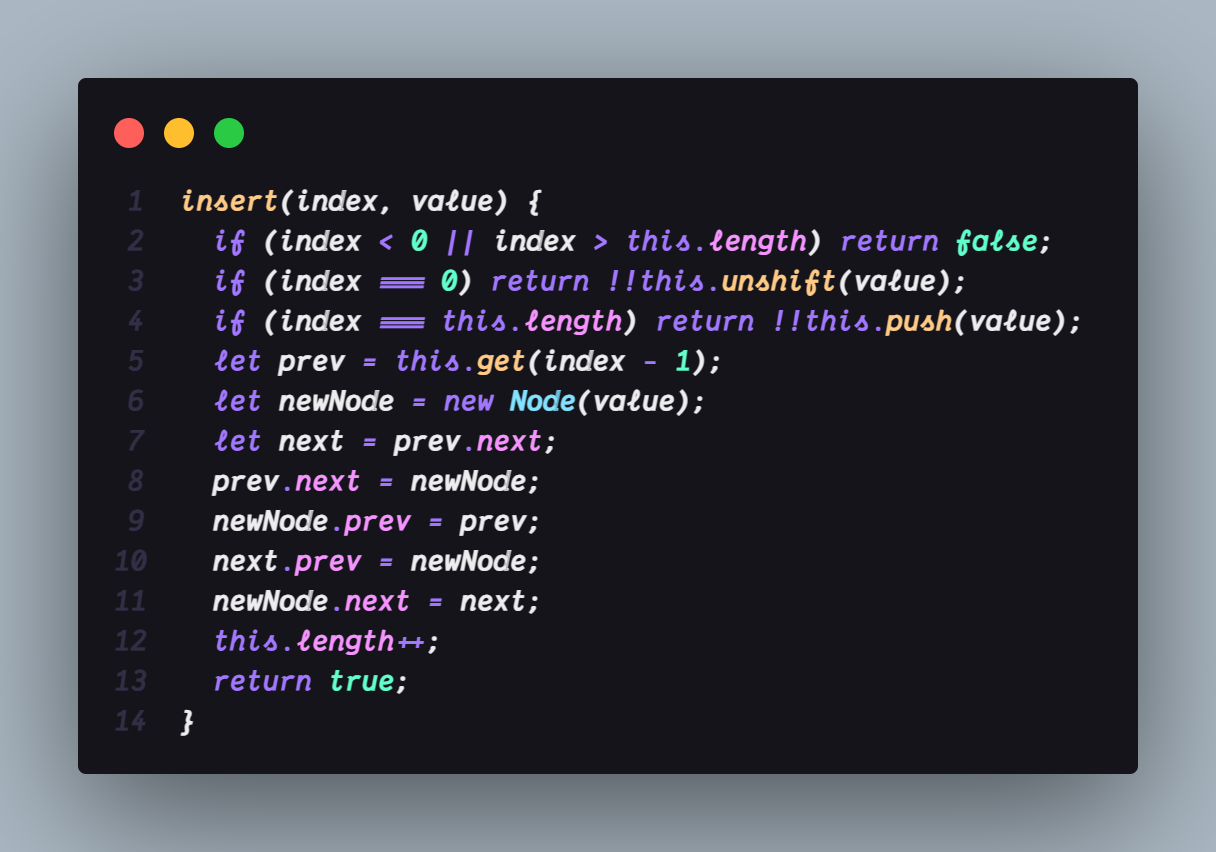 1 insert(index, value) {
2 if (index < 0 || index > this.length) return false;
3 if (index === 0) return !!this.unshift(value);
4 if (index === this.length) return !!this.push(value);
5 let prev = this.get(index - 1);
6 let newNode = new Node(value);
7 let next = prev.next;
8 prev.next = newNode;
9 newNode.prev = prev;
10 next.prev = newNode;
11 newNode.next = next;
12 this.length++;
13 return true;
14 }